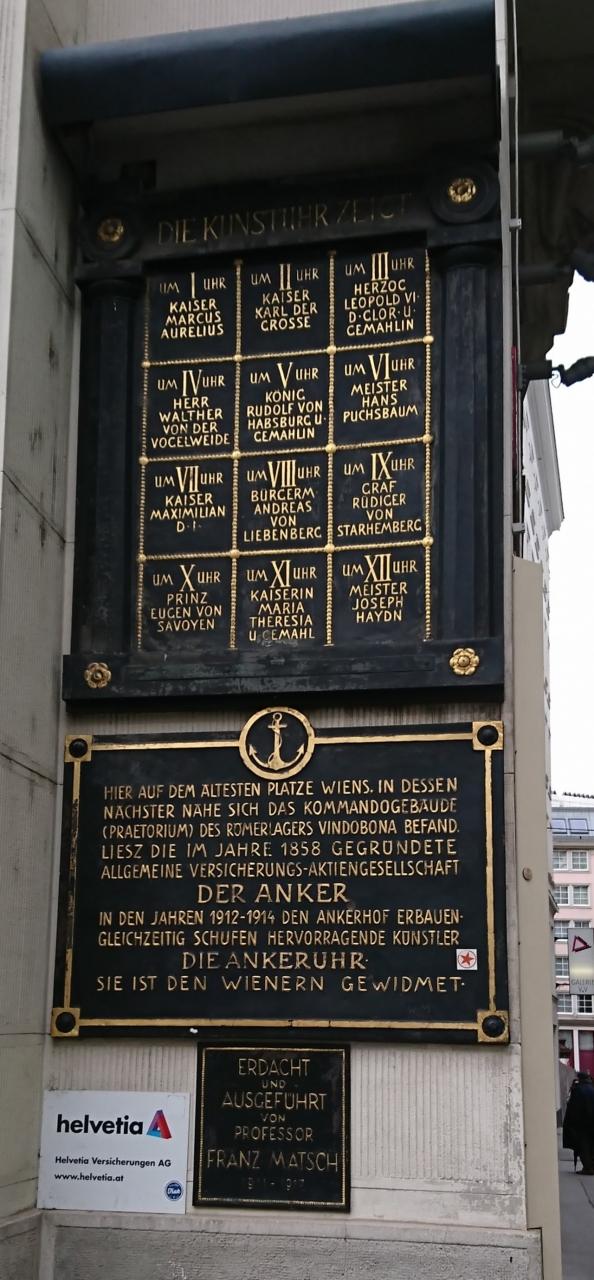 DIE KUNSTUHR ZEIGT
UM I UHR
KAISER
MARCUS
AURELIUS
UM II UHR
KAISER
KARL DER
GROSSE
UM III UHR
HERZOG
LEOPOLD VI·
D·GLOR·U·
GEMAHLIN
UM IV UHR
HERR
WALTHER
VON DER
VOGELWEIDE
UM V UHR
KÖNIG
RUDOLF VON
HABSBURG U·
GEMAHLIN
UM VI UHR
MEISTER
HANS
PUCHSBAUM
UM VII UHR
KAISER
MAXIMILIAN
D·I·
UM VIII UHR
BÜRGERM
ANDREAS
VON
LIEBENBERG
UM IX UHR
GRAF
RÜDIGER
VON
STARHEMBERG
UM X UHR
PRINZ
EUGEN VON
SAVOYEN
UM XI UHR
KAISERIN
MARIA
THERESIA
U·GEMAHL
UM XII UHR
MEISTER
JOSEPH
HAYDN
HIER AUF DEM ÄLTESTEN PLATZE WIENS, IN DESSEN
NÄCHSTER NÄHE SICH DAS KOMMANDOGEBÄUDE
(PRAETORIUM) DES RÖMERLAGERS VINDOBONA BEFAND,
LIESZ DIE IM JAHRE 1858 GEGRÜNDETE
ALLGEMEINE VERSICHERUNGS-AKTIENGESELLSCHAFT
DER ANKER
IN DEN JAHREN 1912-1914 DEN ANKERHOF ERBAUEN·
GLEICHZEITIG SCHUFEN HERVORRAGENDE KÜNSTLER
DIE ANKERUHR·
SIE IST DEN WIENERN GEWIDMET·
ERDACHT
UND
AUSGEFÜHRT
VON
PROFESSOR
FRANZ MATSCH
1911-1917
helvetia
Helvetia Versicherungen AG
www.helvetia.at
GALERIE